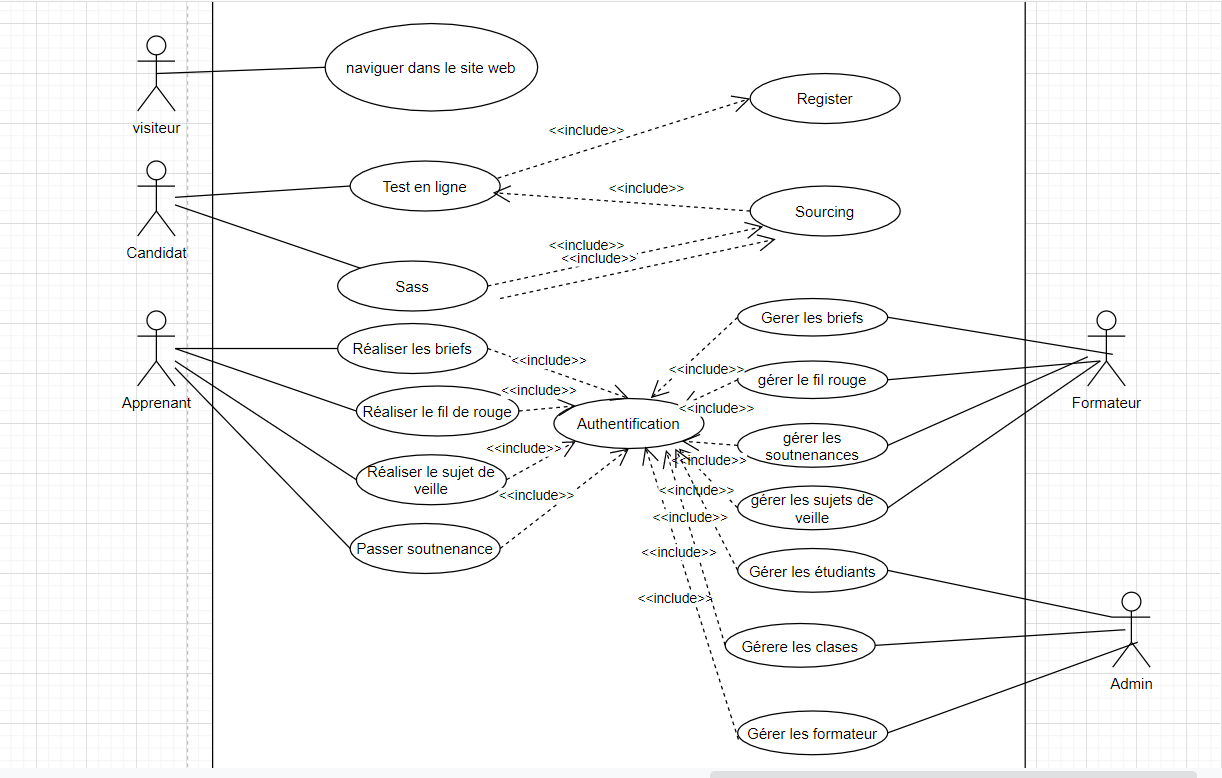 naviguer dans le site web
visiteur
Register
<<include>>
Test en ligne
<<include>>
Sourcing
Candidat
<<include>>
<<include>>
Sass
Gerer les briefs
Réaliser les briefs
<<include>>
<<include>>
gérer le fil rouge
<<include>>
Apprenant
Formateur
Réaliser le fil de rouge
<<include>>
Authentification
gérer les
soutnenances
<<include>>
<<include>>
Réaliser le sujet de
veille
<<include>>
<<include>>
gérer les sujets de
veille
<<include>>
Passer soutnenance
<<include>>
Gérer les étudiants
<<include>>
Gérere les clases
Admin
Gérer les formateur